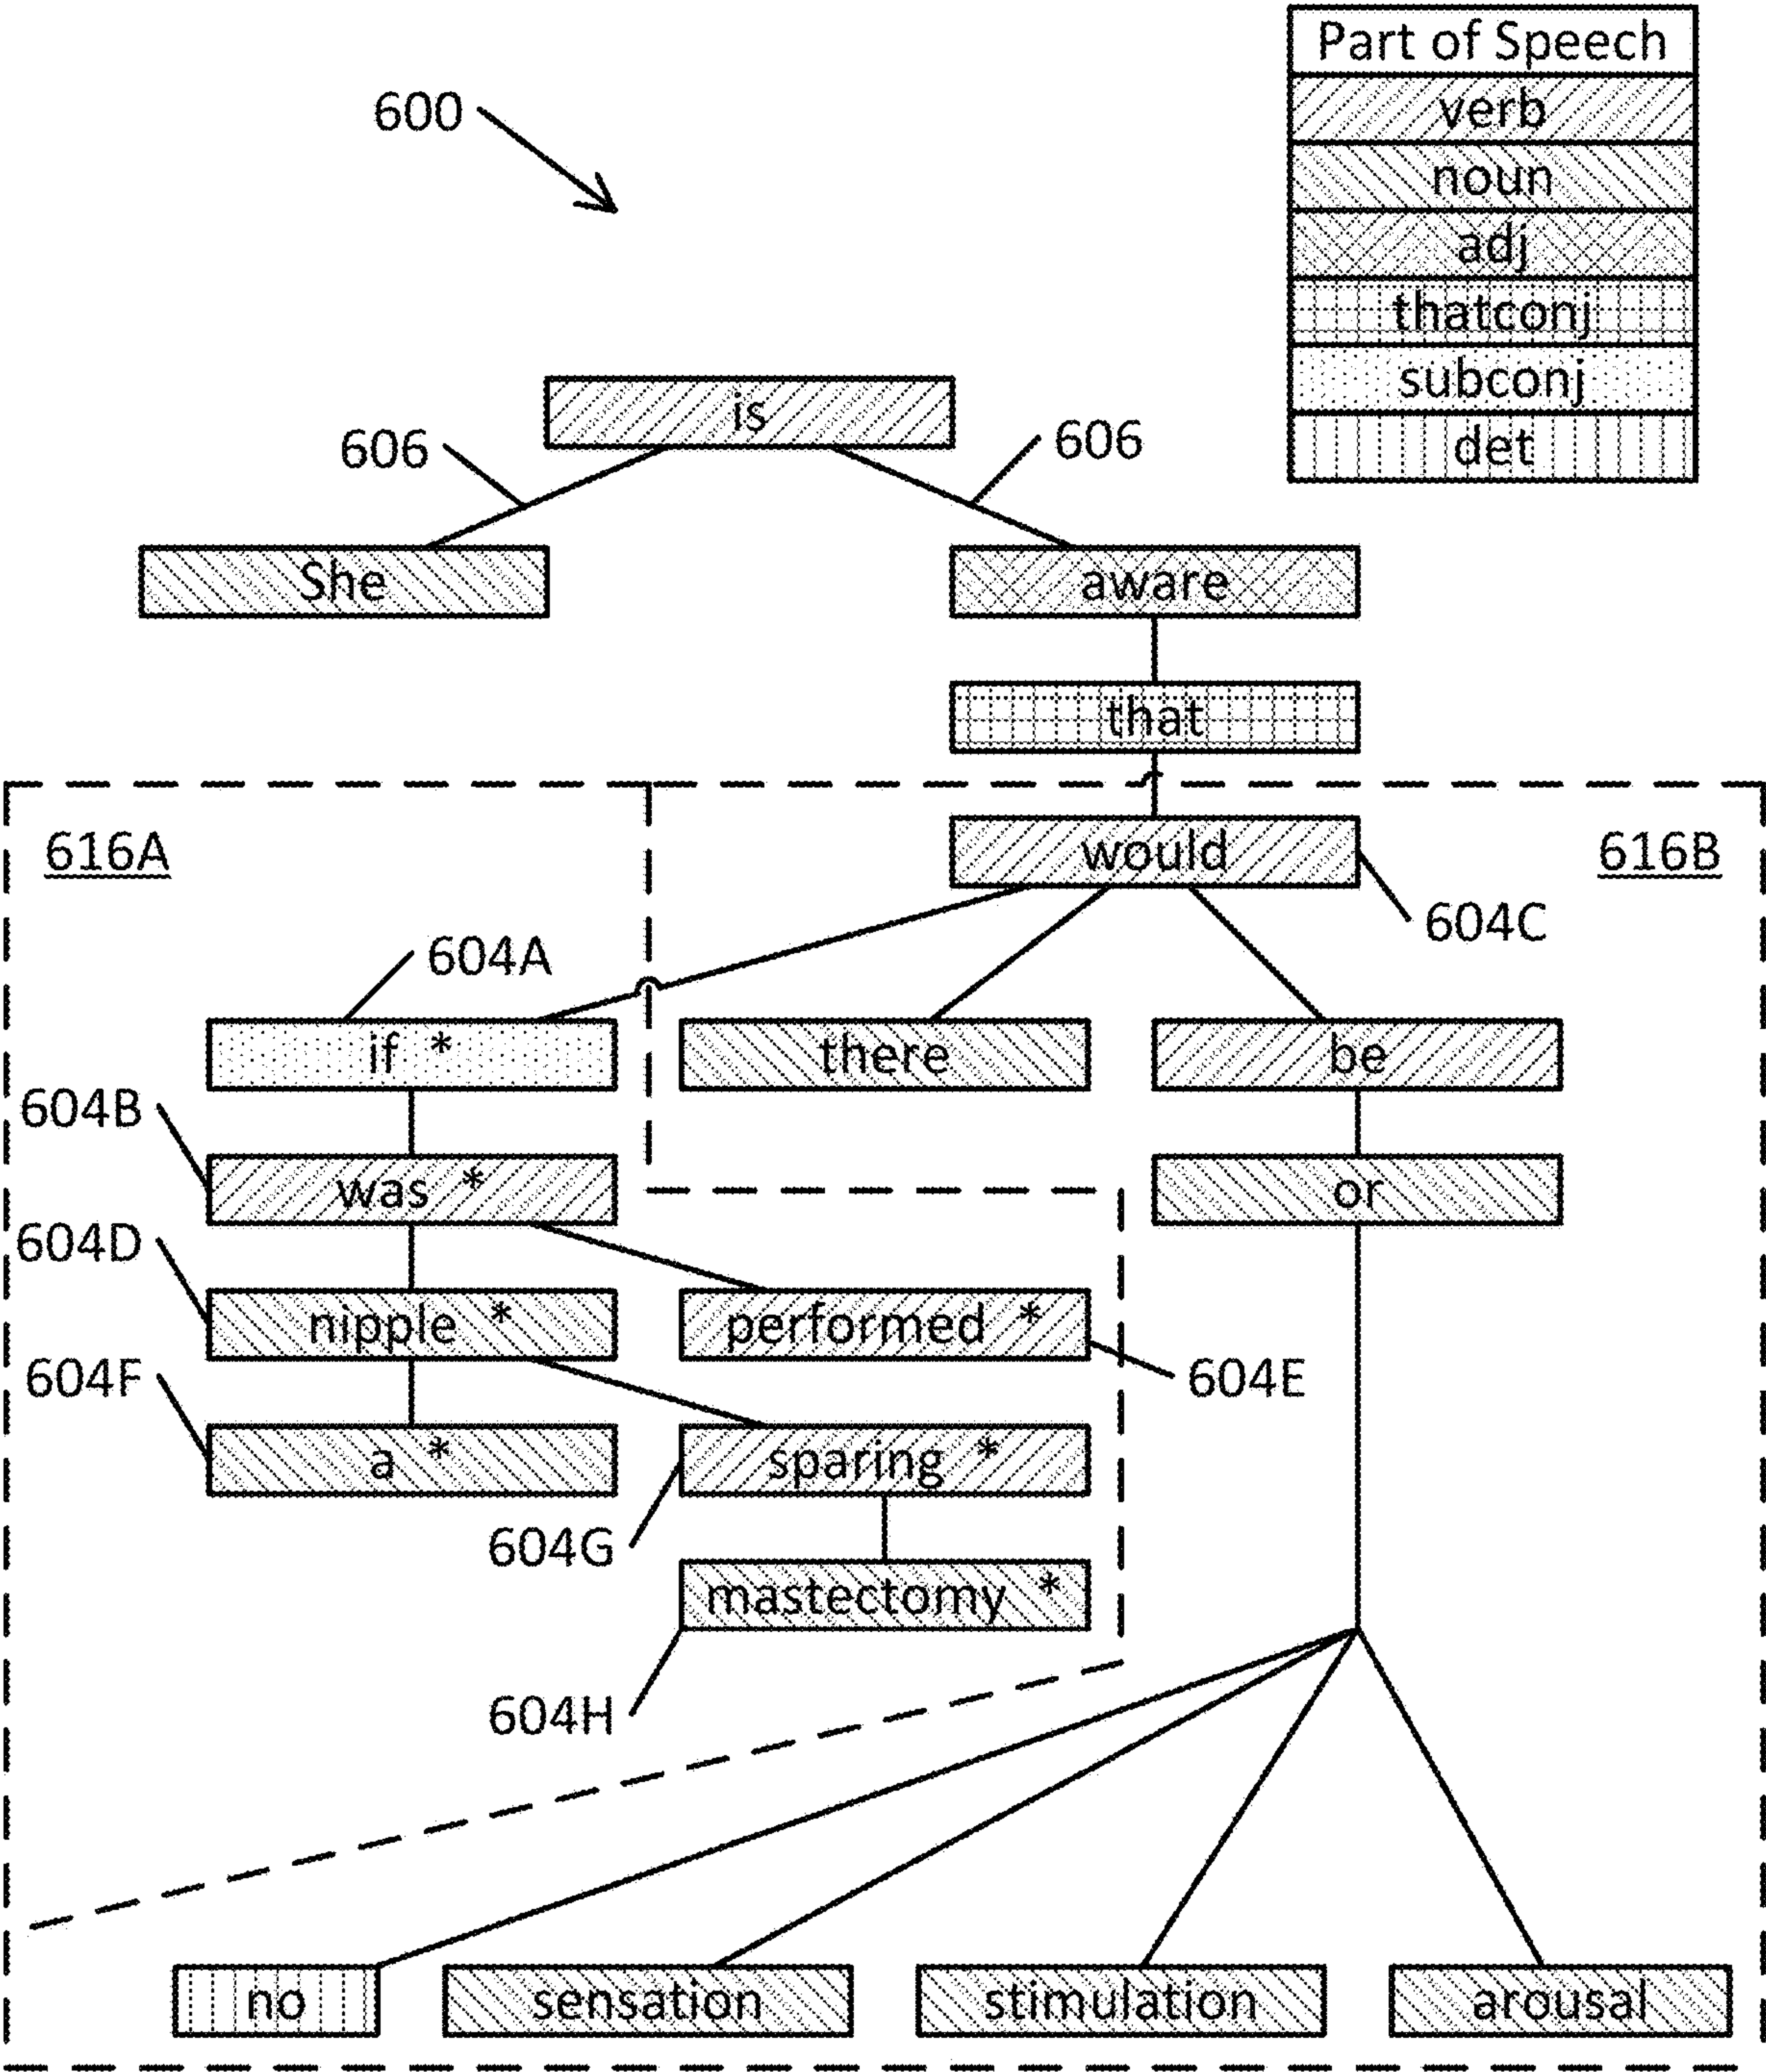 Part of Speech
verb
600
noun
adj
thatconj
subconj
is
606
606
det
She
aware
that
616A
would
616B
604C
604A
if *
there
be
604B
was *
or
604D
nipple *
performed *
604F
604E
a *
sparing *
604G
mastectomy *
604H
no
sensation
stimulation
arousal